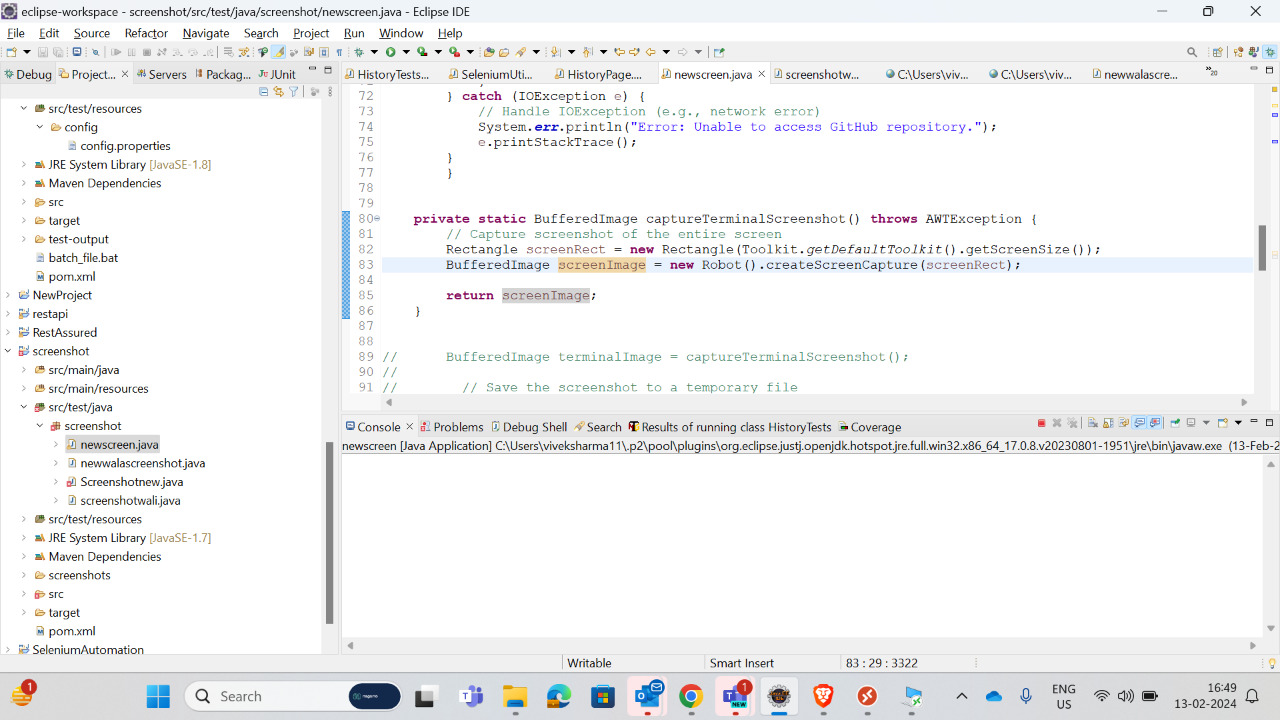 eclipse-workspace - screenshot/src/test/java/screenshot/newscreen.java - Eclipse IDE
File Edit Source Refactor Navigate Search Project Run Window Help
Debug Project... Servers Packag... JUnit
HistoryTests... SeleniumUti... HistoryPage.... newscreen.java screenshotw... C:\Users\viv... C:\Users\viv... newwalascre... »20
src/test/resources
config
config.properties
JRE System Library [JavaSE-1.8]
Maven Dependencies
src
target
test-output
batch_file.bat
pom.xml
NewProject
restapi
RestAssured
screenshot
src/main/java
src/main/resources
src/test/java
screenshot
newscreen.java
newwalascreenshot.java
Screenshotnew.java
screenshotwali.java
src/test/resources
JRE System Library [JavaSE-1.7]
Maven Dependencies
screenshots
src
target
pom.xml
SeleniumAutomation
72 } catch (IOException e) {
73 // Handle IOException (e.g., network error)
74 System.err.println("Error: Unable to access GitHub repository.");
75 e.printStackTrace();
76 }
77 }
78
79
80 private static BufferedImage captureTerminalScreenshot() throws AWTException {
81 // Capture screenshot of the entire screen
82 Rectangle screenRect = new Rectangle(Toolkit.getDefaultToolkit().getScreenSize());
83 BufferedImage screenImage = new Robot().createScreenCapture(screenRect);
84
85 return screenImage;
86 }
87
88
89 // BufferedImage terminalImage = captureTerminalScreenshot();
90 //
91 // // Save the screenshot to a temporary file
Console Problems Debug Shell Search Results of running class HistoryTests Coverage
newscreen [Java Application] C:\Users\viveksharma11\.p2\pool\plugins\org.eclipse.justj.openjdk.hotspot.jre.full.win32.x86_64_17.0.8.v20230801-1951\jre\bin\javaw.exe (13-Feb-2
Writable Smart Insert 83 : 29 : 3322
1 Search 1 NEW ENG US 16:49 13-02-2024